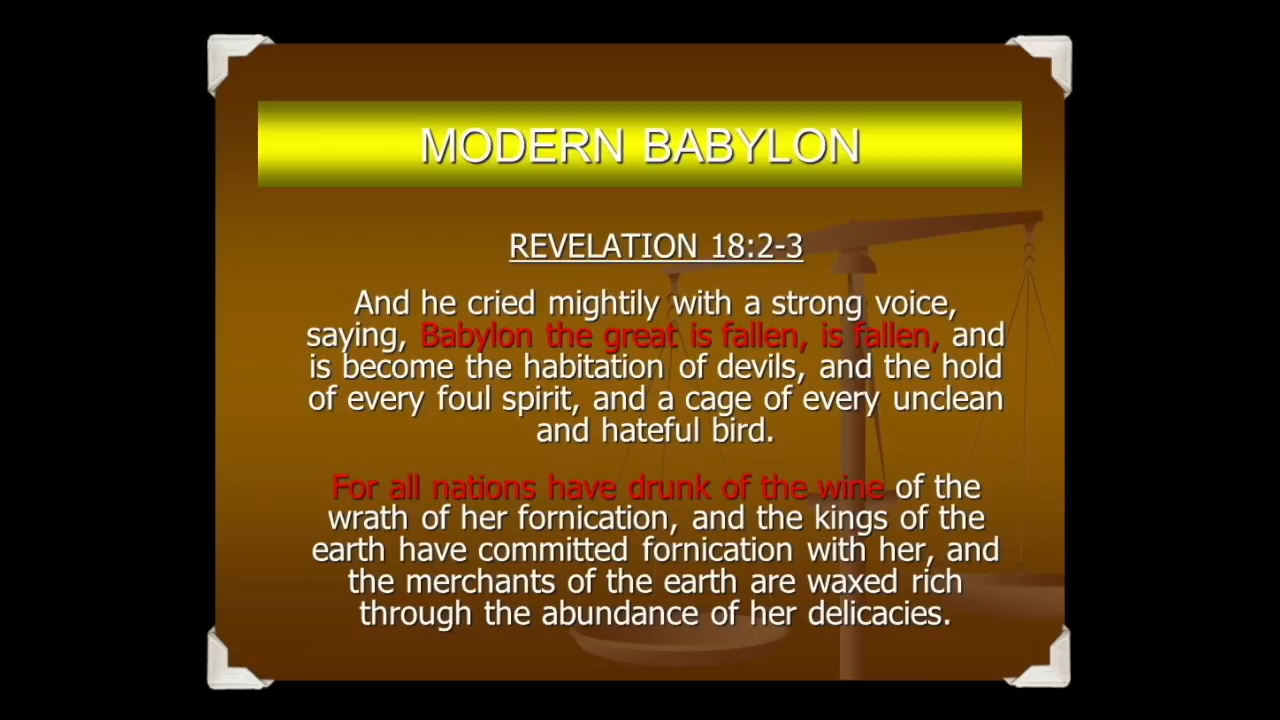 MODERN BABYLON
REVELATION 18:2-3
And he cried mightily with a strong voice,
saying, Babylon the great is fallen, is fallen, and
is become the habitation of devils, and the hold
of every foul spirit, and a cage of every unclean
and hateful bird.
For all nations have drunk of the wine of the
wrath of her fornication, and the kings of the
earth have committed fornication with her, and
the merchants of the earth are waxed rich
through the abundance of her delicacies.